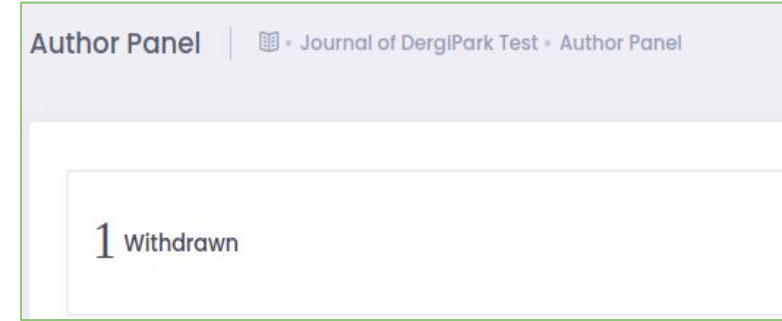 Author Panel • Journal of DergiPark Test • Author Panel
1 Withdrawn